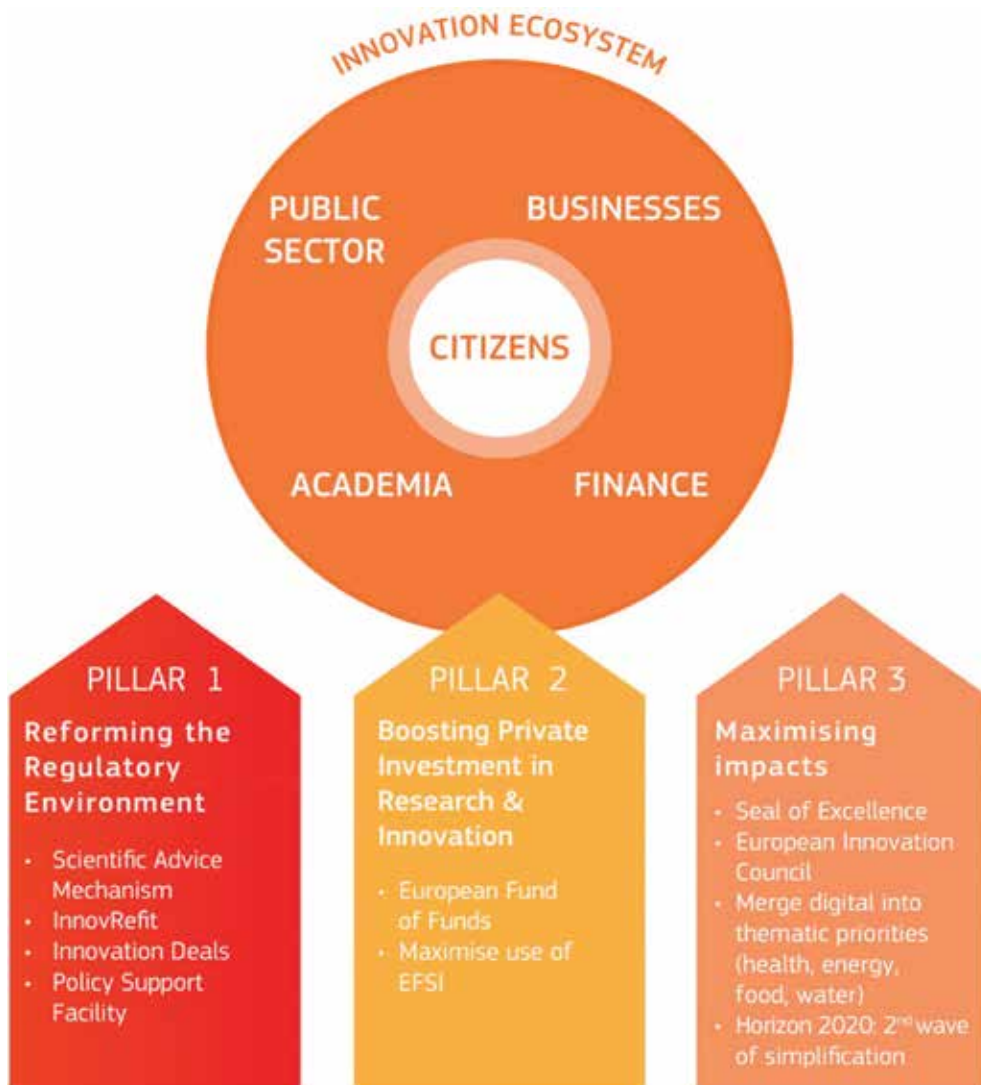 INNOVATION ECOSYSTEM
PUBLIC
SECTOR
BUSINESSES
CITIZENS
ACADEMIA
FINANCE
PILLAR 1
Reforming the
Regulatory
Environment
• Scientific Advice
Mechanism
• InnovRefit
• Innovation Deals
• Policy Support
Facility
PILLAR 2
Boosting Private
Investment in
Research &
Innovation
• European Fund
of Funds
• Maximise use of
EFSI
PILLAR 3
Maximising
impacts
• Seal of Excellence
• European Innovation
Council
• Merge digital into
thematic priorities
(health, energy,
food, water)
• Horizon 2020: 2nd wave
of simplification